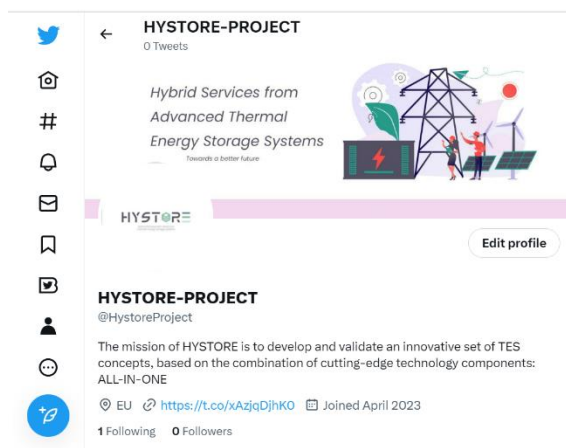 HYSTORE-PROJECT
0 Tweets
Hybrid Services from
Advanced Thermal
Energy Storage Systems
Towards a better future
HYSTORE
Edit profile
HYSTORE-PROJECT
@HystoreProject
The mission of HYSTORE is to develop and validate an innovative set of TES
concepts, based on the combination of cutting-edge technology components:
ALL-IN-ONE
EU https://t.co/xAzjqDjhK0 Joined April 2023
1 Following 0 Followers